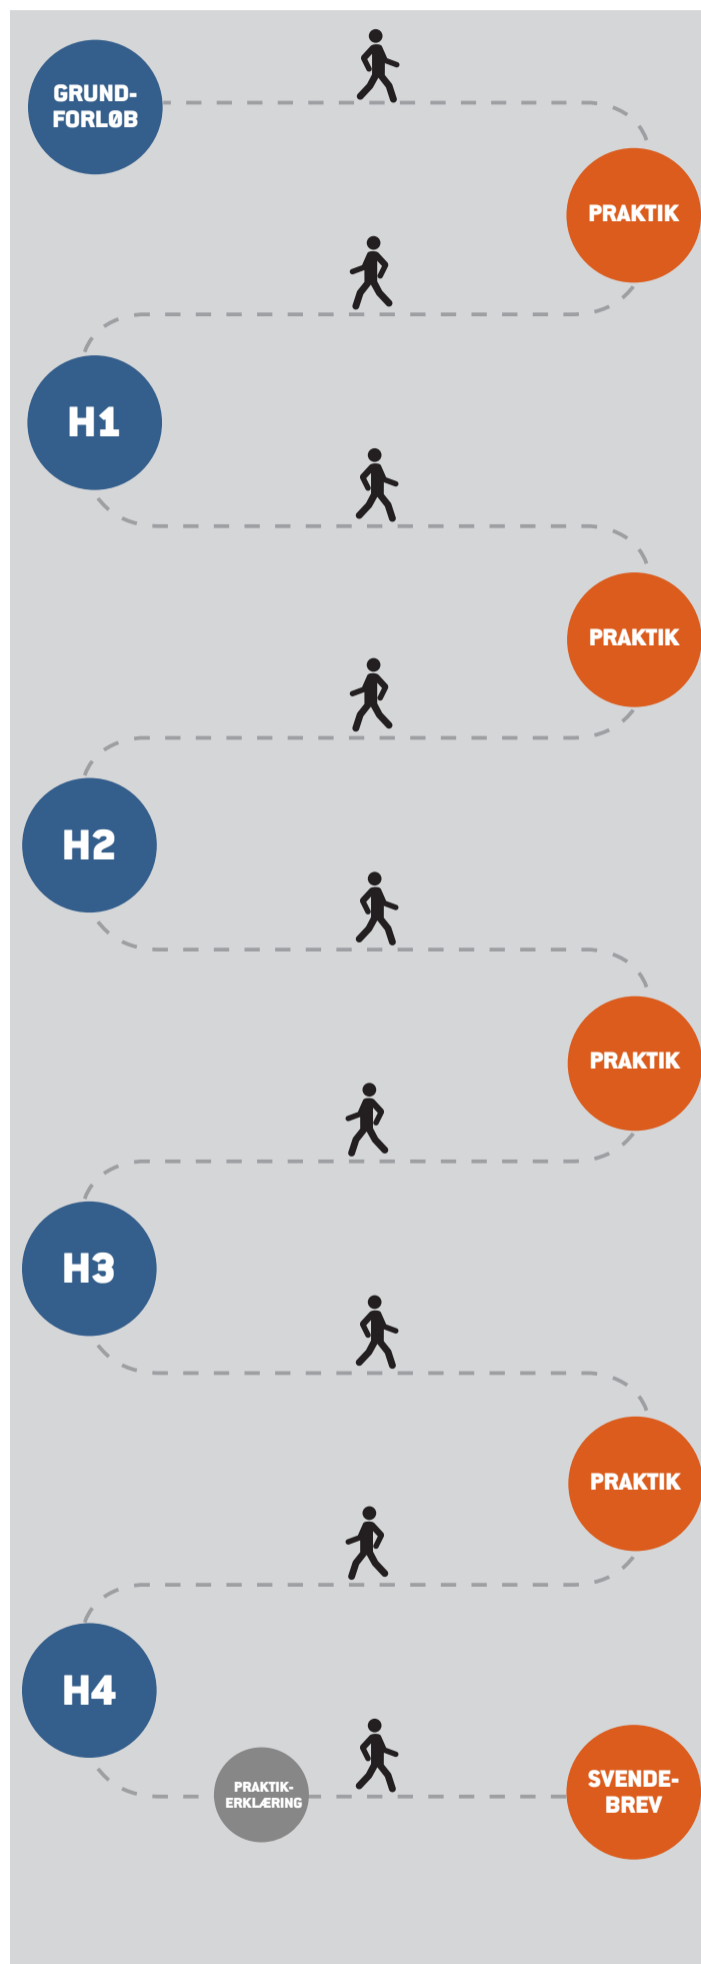 GRUND-
FORLØB
PRAKTIK
H1
PRAKTIK
H2
PRAKTIK
H3
PRAKTIK
H4
PRAKTIK-
ERKLÆRING
SVENDE-
BREV